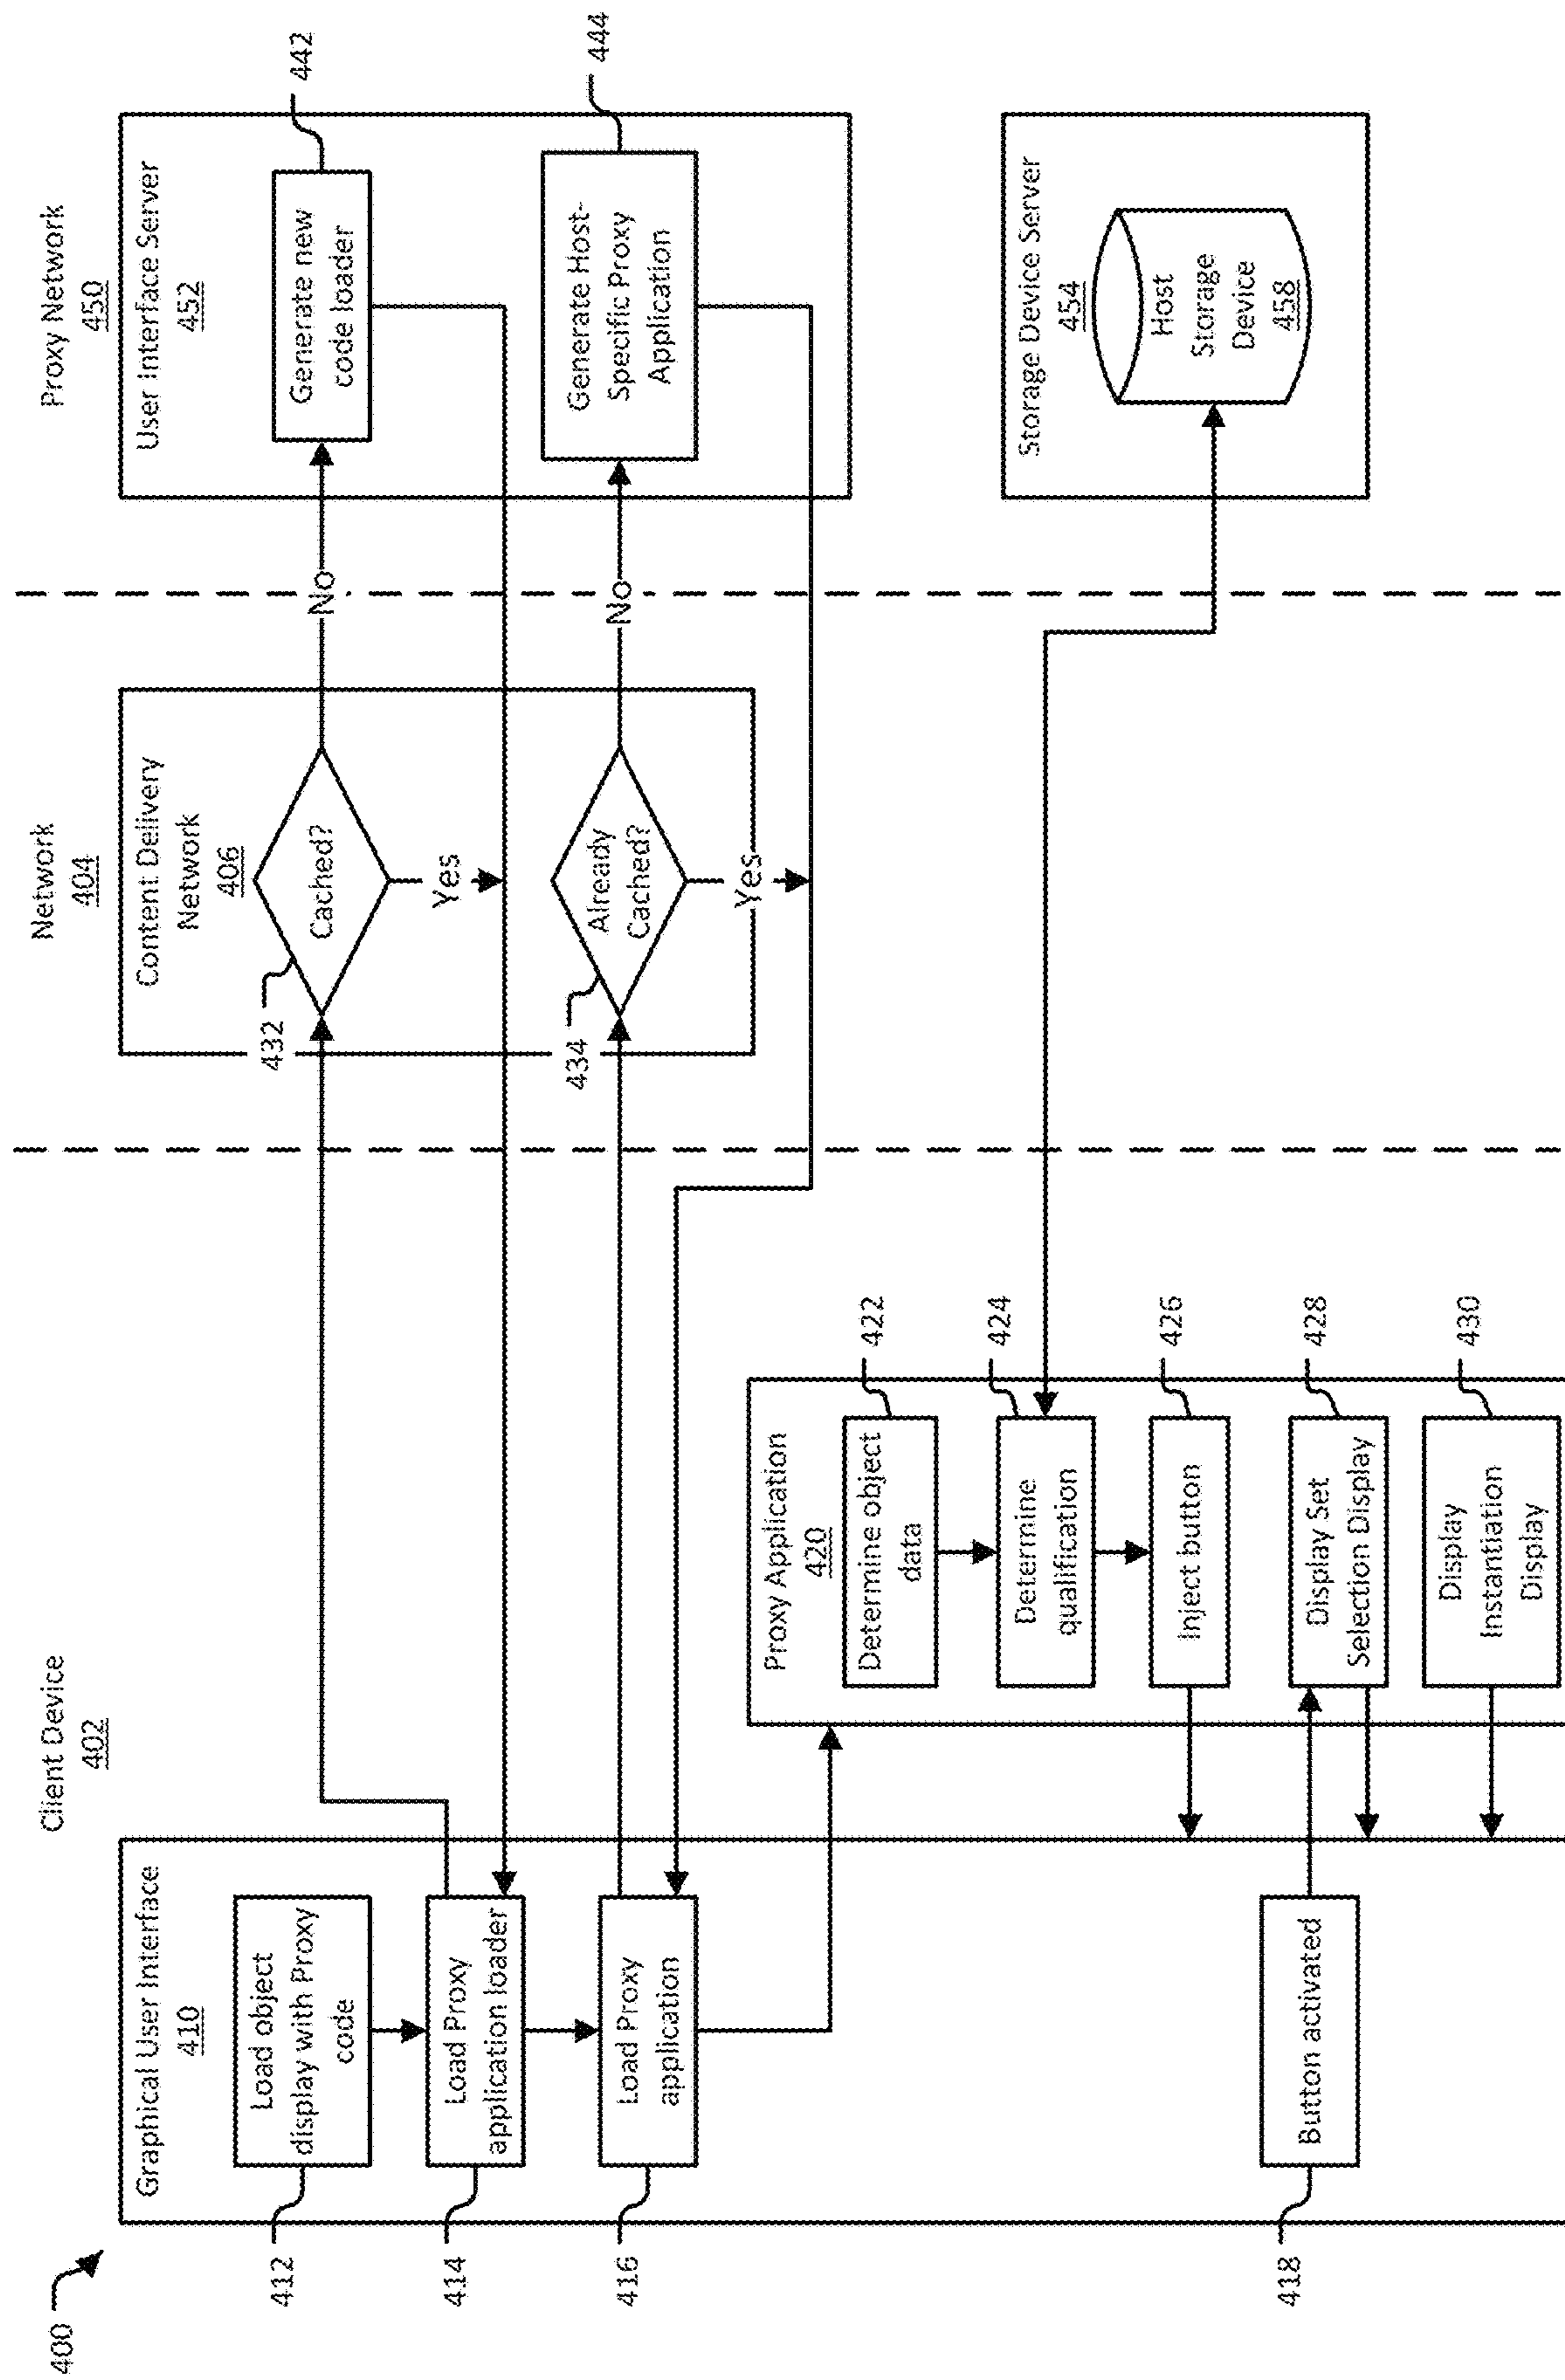 400
Client Device
402
Network
404
Proxy Network
450
Graphical User Interface
410
412
Load object
display with Proxy
code
414
Load Proxy
application loader
416
Load Proxy
application
418
Button activated
Proxy Application
420
Determine object
data
422
Determine
qualification
424
Inject button
426
Display Set
Selection Display
428
Display
Instantiation
Display
430
Content Delivery
Network
406
432
Cached?
Yes
No
434
Already
Cached?
Yes
No
User Interface Server
452
Generate new
code loader
442
Generate Host-
Specific Proxy
Application
444
Storage Device Server
454
Host
Storage
Device
458